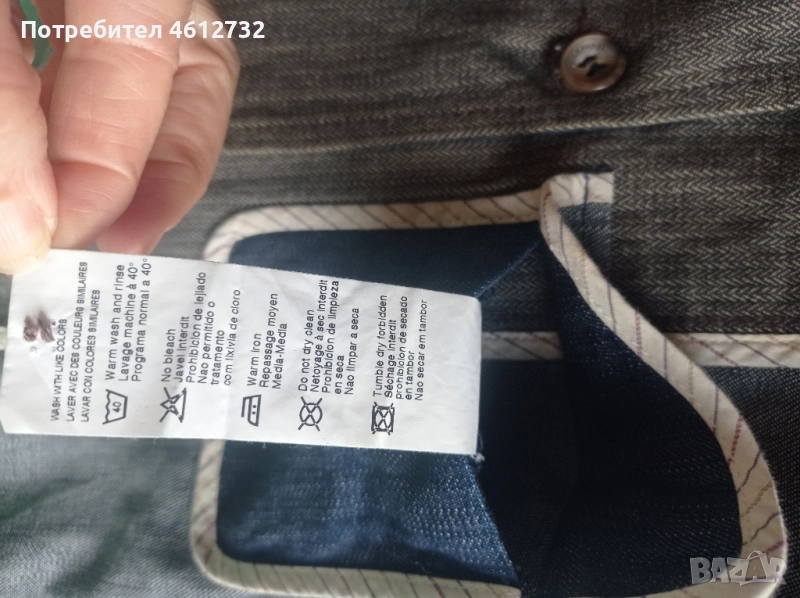 Потребител 4612732
WASH WITH LIKE COLORS
LAVER AVEC DES COULEURS SIMILAIRES
LAVAR CON COLORES SIMILARES
40
Warm wash and rinse
Lavage machine à 40°
Programa normal a 40°
No bleach
Javel interdit
Prohibicion de lejiado
Nao permitido o
tratamento
com lix/via de cloro
Warm iron
Repassage moyen
Media-Media
Do not dry clean
Netoyage à sec interdit
Prohibicion de limpieza
en seca
Nao limpar a seca
Tumble dry forbidden
Séchage interdit
prohibicion de secado
en tambor
Nao secar em tambor
BAZAR